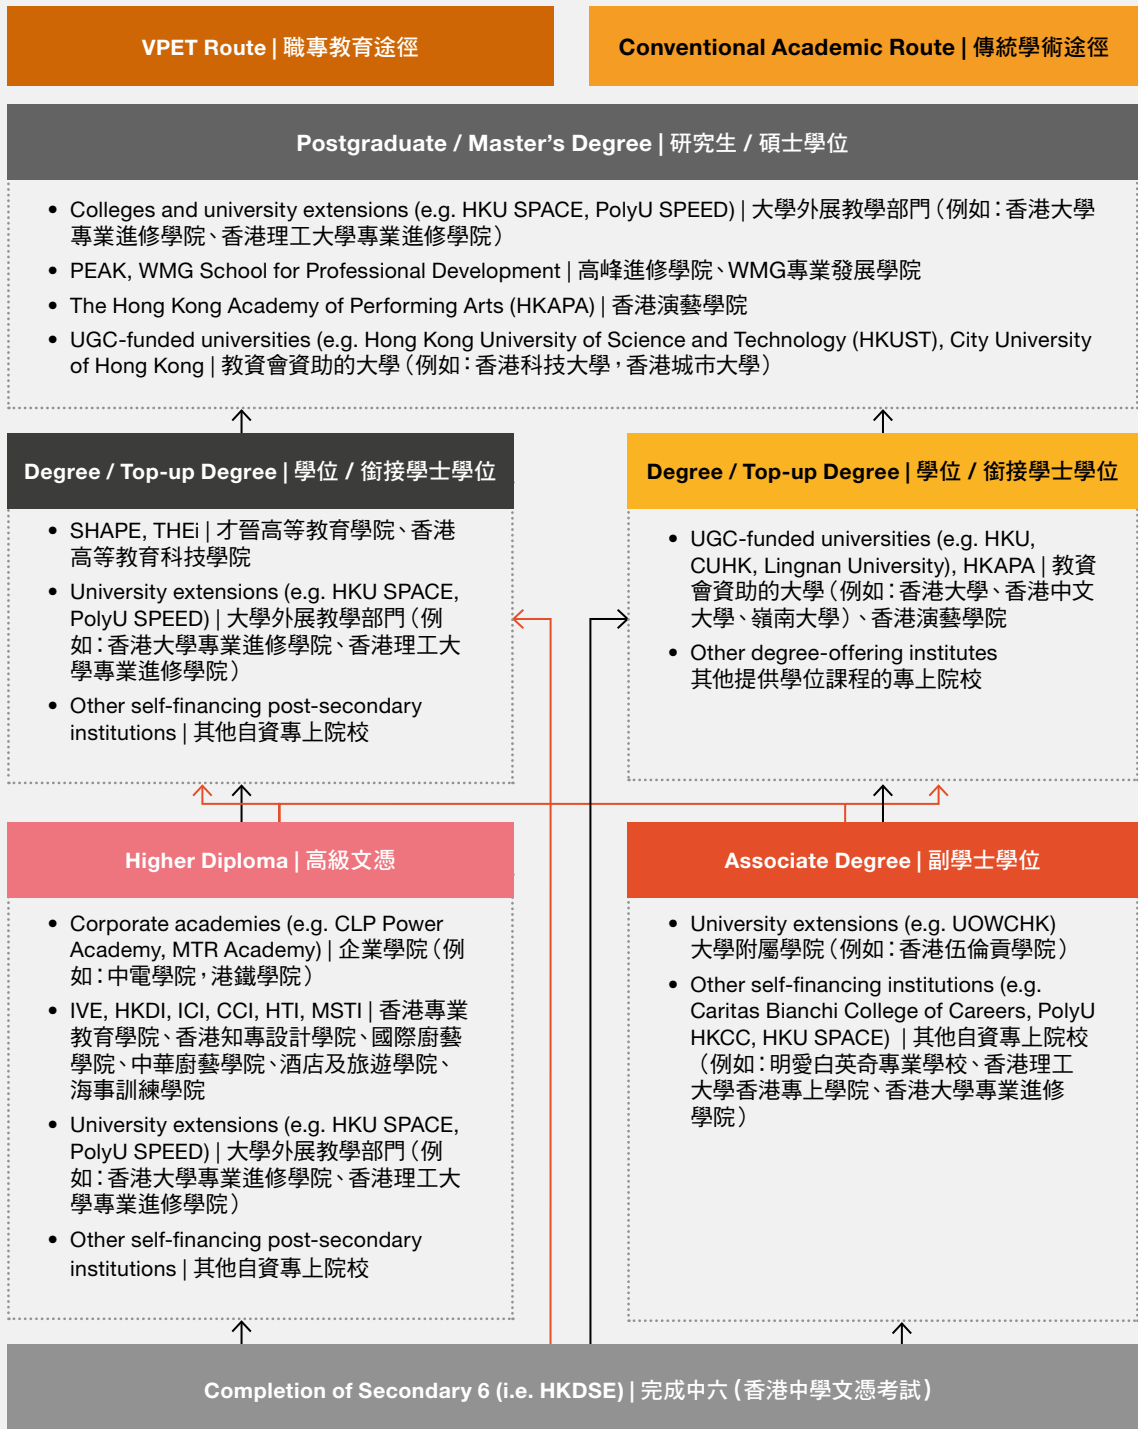 VPET Route | 職專教育途徑
Conventional Academic Route | 傳統學術途徑
Postgraduate / Master’s Degree | 研究生 / 碩士學位
• Colleges and university extensions (e.g. HKU SPACE, PolyU SPEED) | 大學外展教學部門（例如：香港大學
專業進修學院、香港理工大學專業進修學院）
• PEAK, WMG School for Professional Development | 高峰進修學院、WMG專業發展學院
• The Hong Kong Academy of Performing Arts (HKAPA) | 香港演藝學院
• UGC-funded universities (e.g. Hong Kong University of Science and Technology (HKUST), City University
of Hong Kong | 教資會資助的大學（例如：香港科技大學，香港城市大學）
Degree / Top-up Degree | 學位 / 銜接學士學位
• SHAPE, THEi | 才晉高等教育學院、香港
高等教育科技學院
• University extensions (e.g. HKU SPACE,
PolyU SPEED) | 大學外展教學部門（例
如：香港大學專業進修學院、香港理工大
學專業進修學院）
• Other self-financing post-secondary
institutions | 其他自資專上院校
Degree / Top-up Degree | 學位 / 銜接學士學位
• UGC-funded universities (e.g. HKU,
CUHK, Lingnan University), HKAPA | 教資
會資助的大學（例如：香港大學、香港中文
大學、嶺南大學）、香港演藝學院
• Other degree-offering institutes
其他提供學位課程的專上院校
Higher Diploma | 高級文憑
• Corporate academies (e.g. CLP Power
Academy, MTR Academy) | 企業學院（例
如：中電學院，港鐵學院）
• IVE, HKDI, ICI, CCI, HTI, MSTI | 香港專業
教育學院、香港知專設計學院、國際廚藝
學院、中華廚藝學院、酒店及旅遊學院、
海事訓練學院
• University extensions (e.g. HKU SPACE,
PolyU SPEED) | 大學外展教學部門（例
如：香港大學專業進修學院、香港理工大
學專業進修學院）
• Other self-financing post-secondary
institutions | 其他自資專上院校
Associate Degree | 副學士學位
• University extensions (e.g. UOWCHK)
大學附屬學院（例如：香港伍倫貢學院）
• Other self-financing institutions (e.g.
Caritas Bianchi College of Careers, PolyU
HKCC, HKU SPACE) | 其他自資專上院校
（例如：明愛白英奇專業學校、香港理工
大學香港專上學院、香港大學專業進修
學院）
Completion of Secondary 6 (i.e. HKDSE) | 完成中六（香港中學文憑考試）